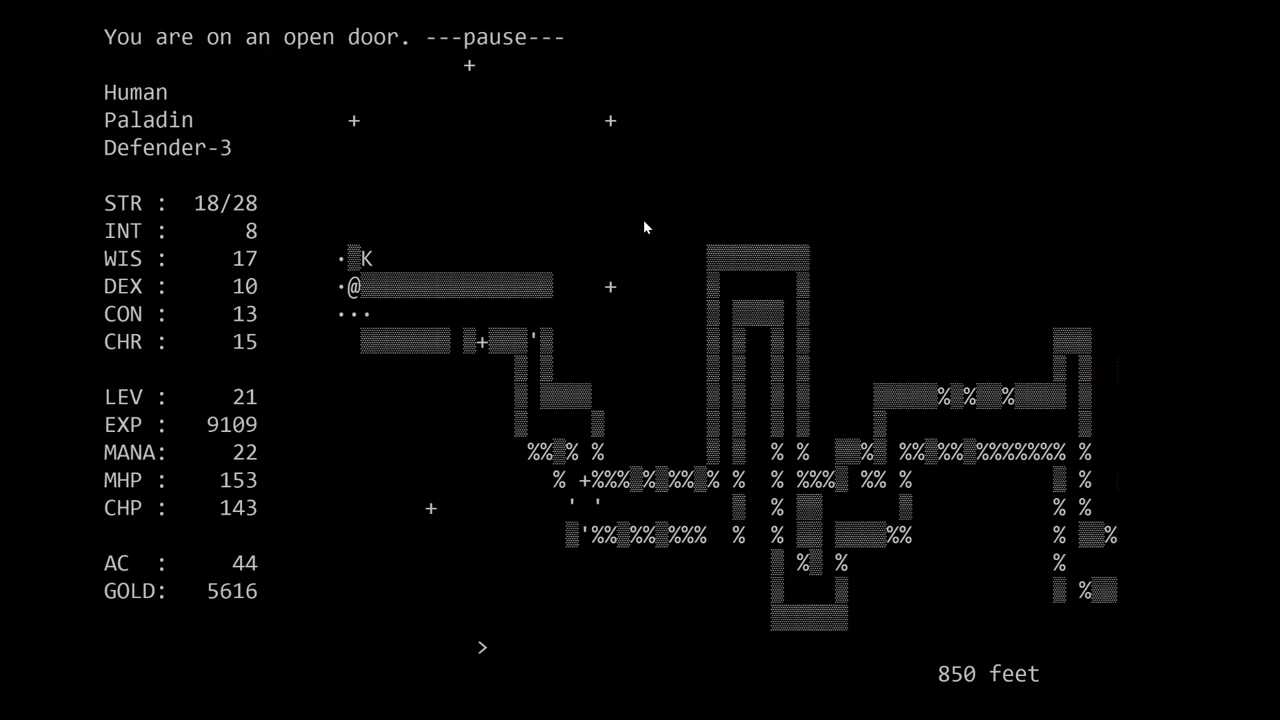 You are on an open door. ---pause---
+
Human
Paladin + +
Defender-3
STR : 18/28
INT : 8
WIS : 17 ·▒K
DEX : 10 ·@ +
CON : 13 ···
CHR : 15 + '
LEV : 21 % % %
EXP : 9109
MANA: 22 %%▒% % % % %▒ %%▒%%▒%%%%%%% %
MHP : 153 % +%%%▒%▒%%▒% % % %%%▒ %% % ▒ %
CHP : 143 + ' ' ▒ % ▒ % %
▒'%%▒%%▒%%% % % %% % %
AC : 44 %▒ % %
GOLD: 5616 %
>
850 feet